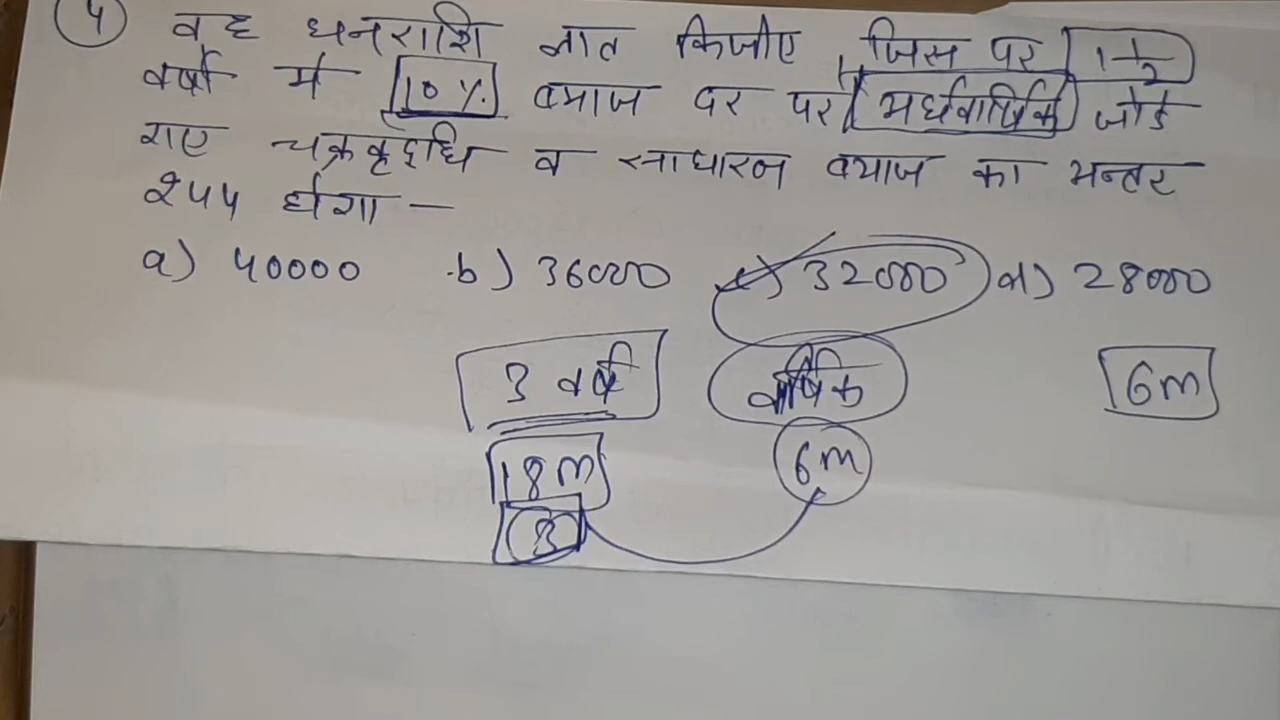 4 वह धनराशि ज्ञात किजीए, जिस पर 1 1/2
वर्षो मे 10% ब्याज दर पर अर्धवार्षिक जोडे
गए चक्रवृद्धि व साधारन ब्याज का अन्तर
244 होगा —
a) 40000 b) 36000 c) 32000 d) 28000
3 वर्ष वार्षिक 6m
18m 6m
3